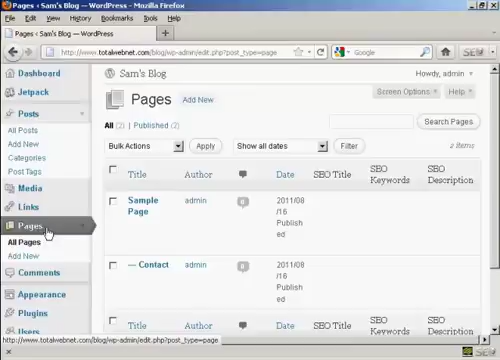 Pages ‹ Sam's Blog — WordPress - Mozilla Firefox
File Edit View History Bookmarks Tools Help
Pages ‹ Sam's Blog — WordPress
http://www.totalwebnet.com/blog/wp-admin/edit.php?post_type=page
Google
Dashboard
Jetpack
Posts
All Posts
Add New
Categories
Post Tags
Media
Links
Pages
All Pages
Add New
Comments
Appearance
Plugins
Users
Sam's Blog
Howdy, admin
Pages Add New
Screen Options Help
All (2) | Published (2)
Search Pages
Bulk Actions Apply Show all dates Filter 2 items
Title Author Date SEO Title SEO Keywords SEO Description
Sample Page admin 0 2011/08/16 Published
— Contact admin 0 2011/08/16 Published
Title Author Date SEO Title SEO Keywords SEO Description
http://www.totalwebnet.com/blog/wp-admin/edit.php?post_type=page